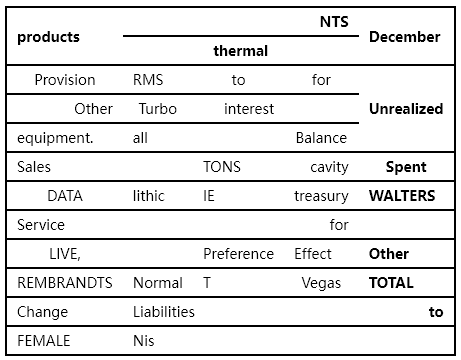 NTS
products December
thermal
Provision RMS to for
Other Turbo interest Unrealized
equipment. all Balance
Sales TONS cavity Spent
DATA lithic IE treasury WALTERS
Service for
LIVE, Preference Effect Other
REMBRANDTS Normal T Vegas TOTAL
Change Liabilities to
FEMALE Nis